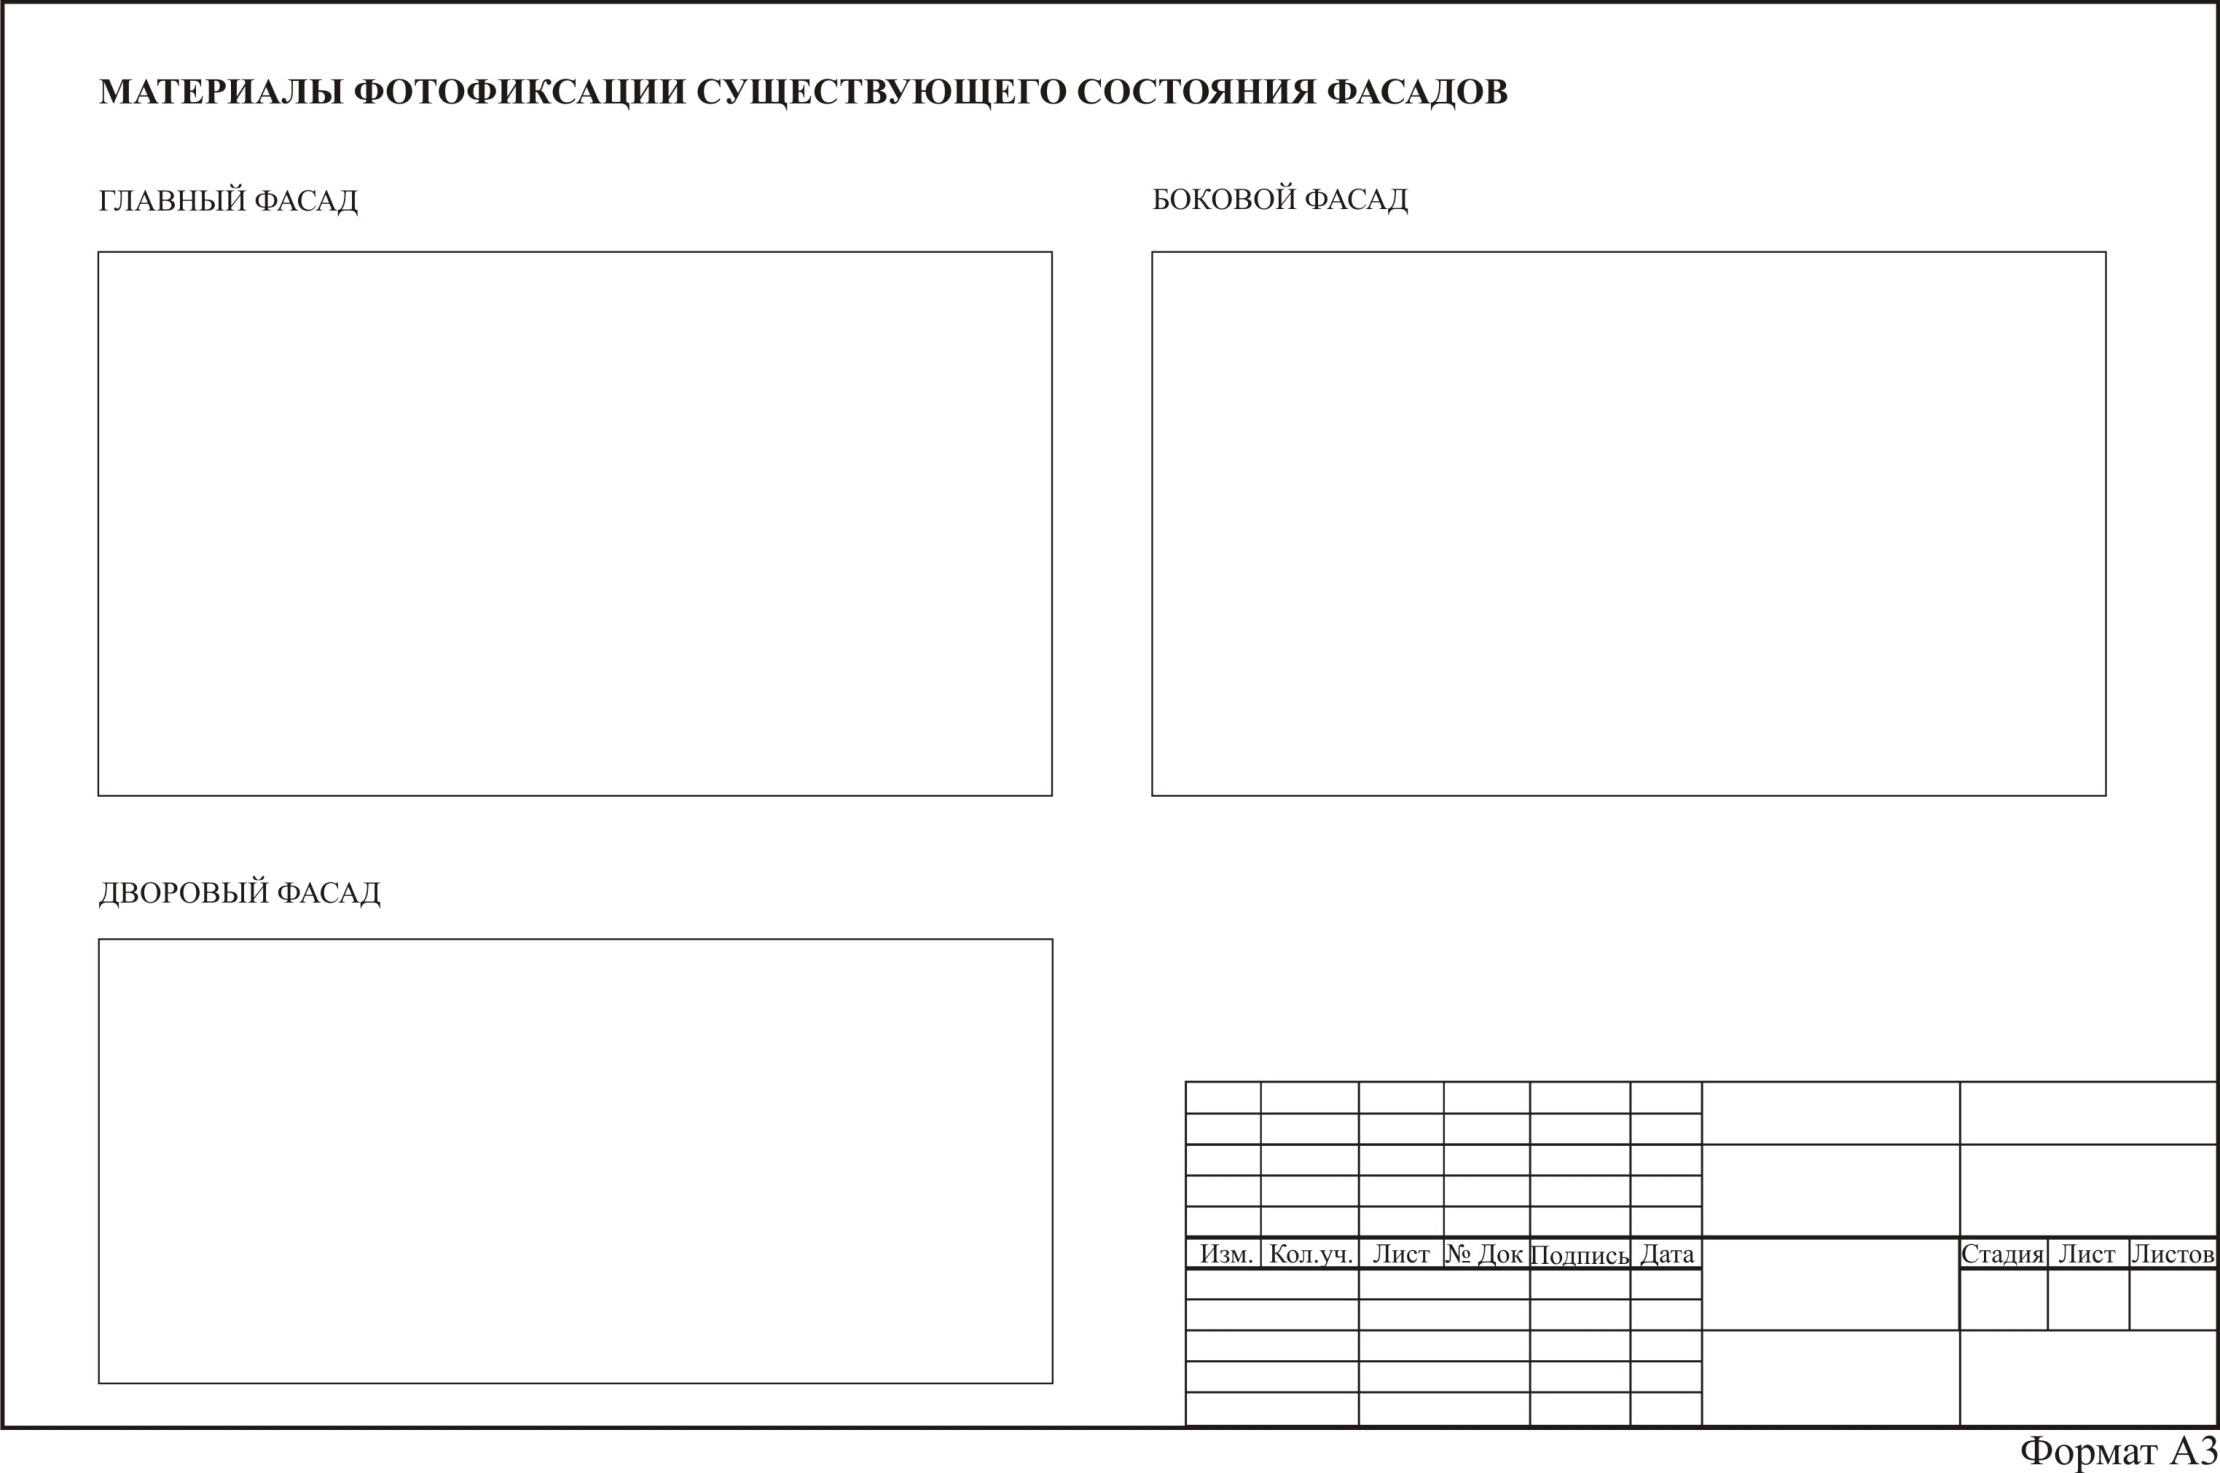 МАТЕРИАЛЫ ФОТОФИКСАЦИИ СУЩЕСТВУЮЩЕГО СОСТОЯНИЯ ФАСАДОВ
ГЛАВНЫЙ ФАСАД
БОКОВОЙ ФАСАД
ДВОРОВЫЙ ФАСАД
Изм. Кол.уч. Лист № Док Подпись Дата Стадия Лист Листов
Формат А3